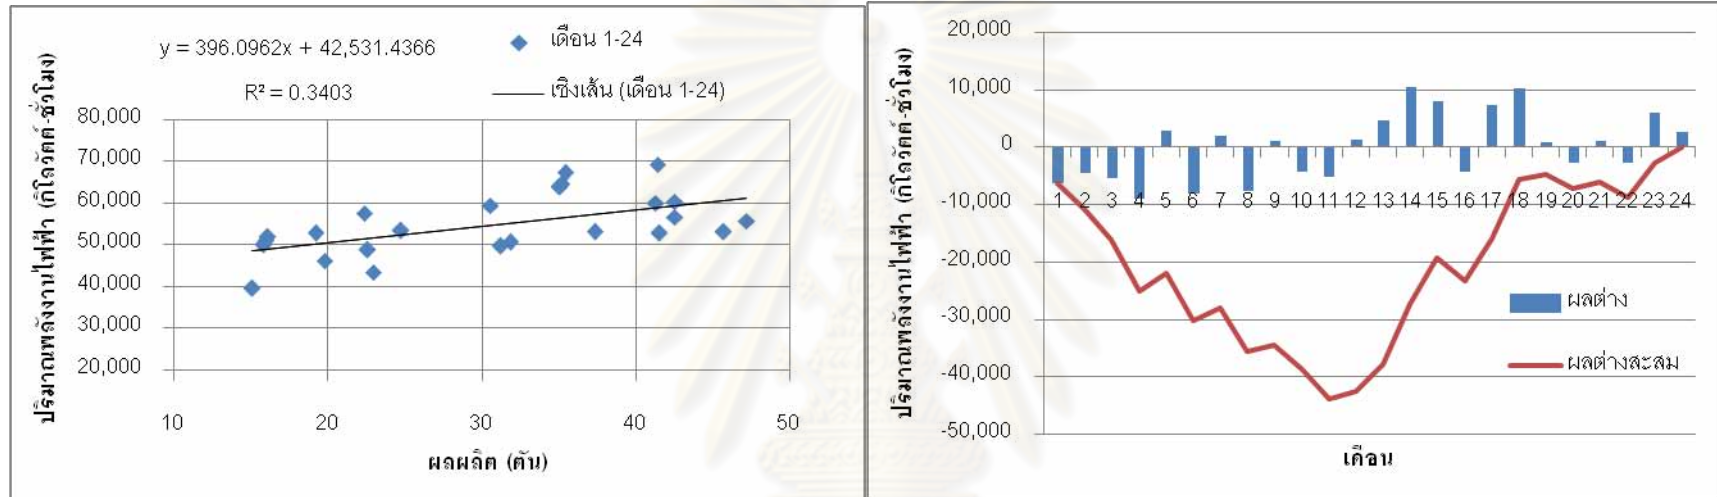 y = 396.0962x + 42,531.4366
R² = 0.3403
เดือน 1-24
เชิงเส้น (เดือน 1-24)
ปริมาณพลังงานไฟฟ้า (กิโลวัตต์-ชั่วโมง)
80,000
70,000
60,000
50,000
40,000
30,000
20,000
10 20 30 40 50
ผลผลิต (ตัน)
ปริมาณพลังงานไฟฟ้า (กิโลวัตต์-ชั่วโมง)
20,000
10,000
0
-10,000
-20,000
-30,000
-40,000
-50,000
1 2 3 4 5 6 7 8 9 10 11 12 13 14 15 16 17 18 19 20 21 22 23 24
ผลต่าง
ผลต่างสะสม
เดือน